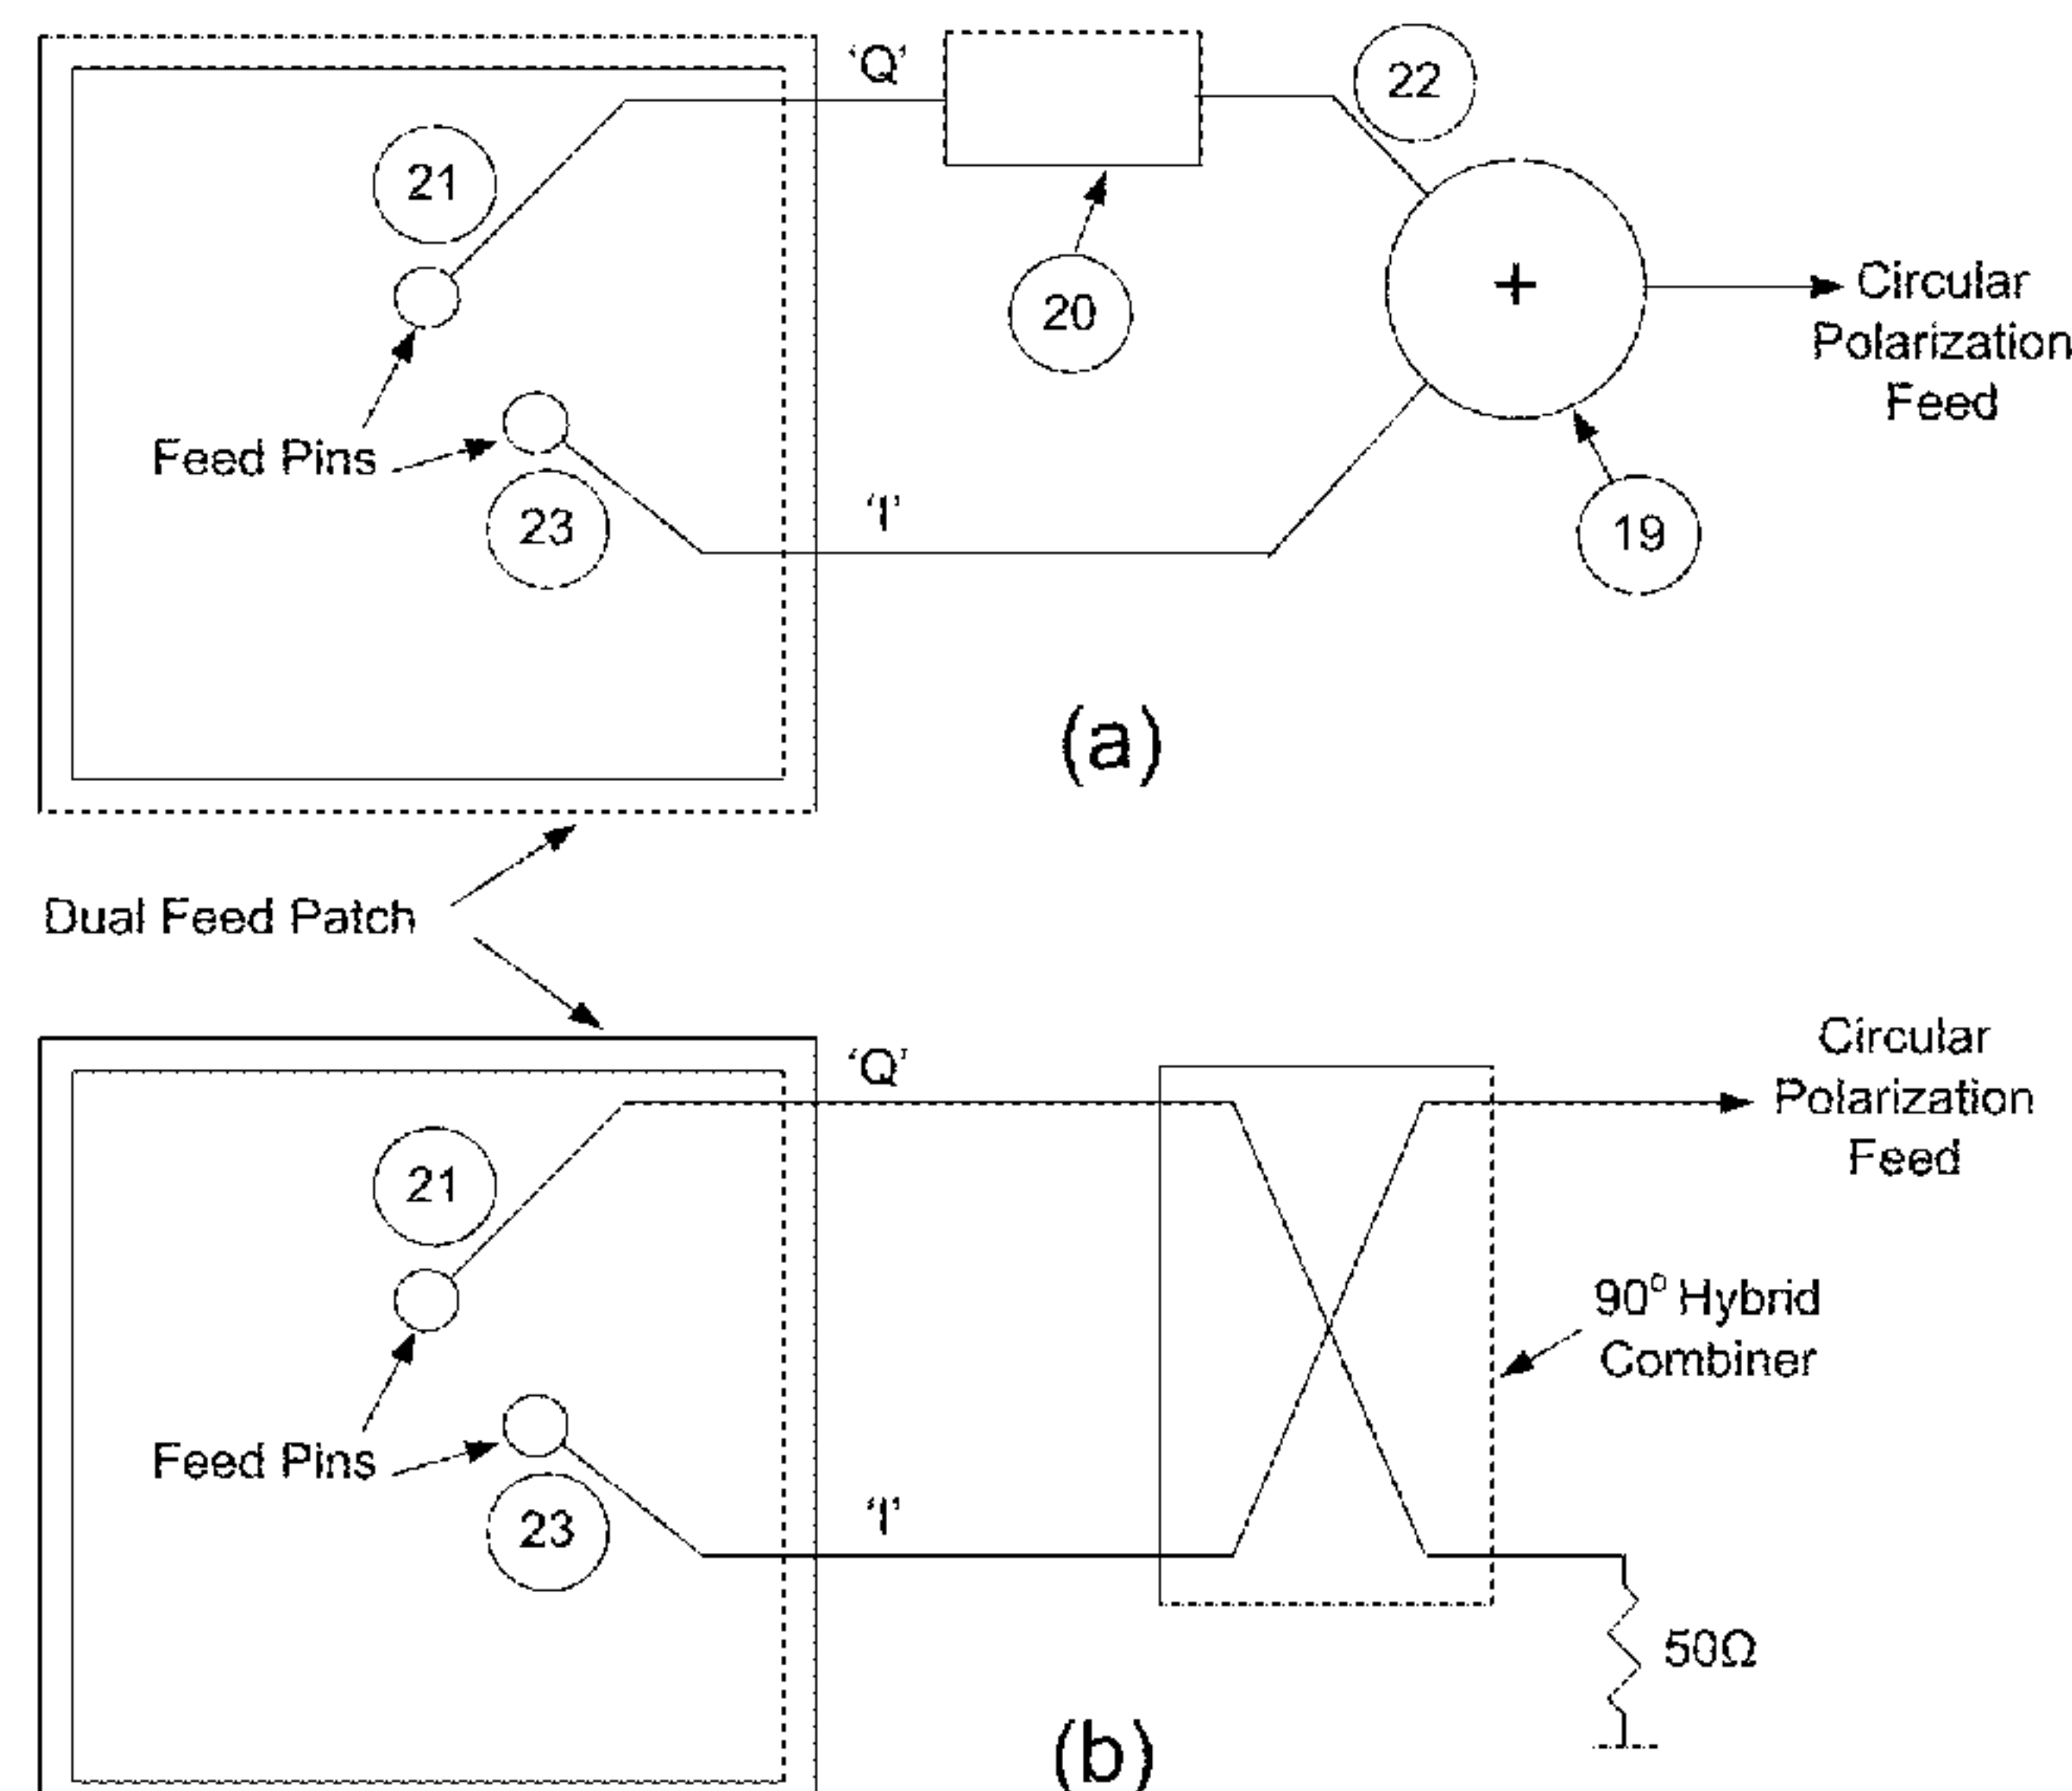 'Q'
22
21
20
+
Circular
Polarization
Feed
Feed Pins
23
'I'
19
(a)
Dual Feed Patch
'Q'
Circular
Polarization
Feed
21
90° Hybrid
Combiner
Feed Pins
23
'I'
50Ω
(b)